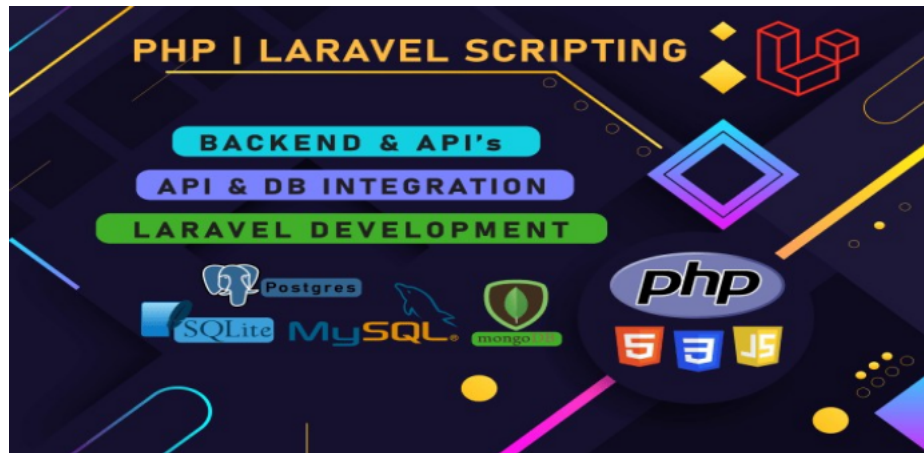 PHP | LARAVEL SCRIPTING
BACKEND & API's
API & DB INTEGRATION
LARAVEL DEVELOPMENT
Postgres
SQLite
MySQL®
mongoDB
php
5 3 JS